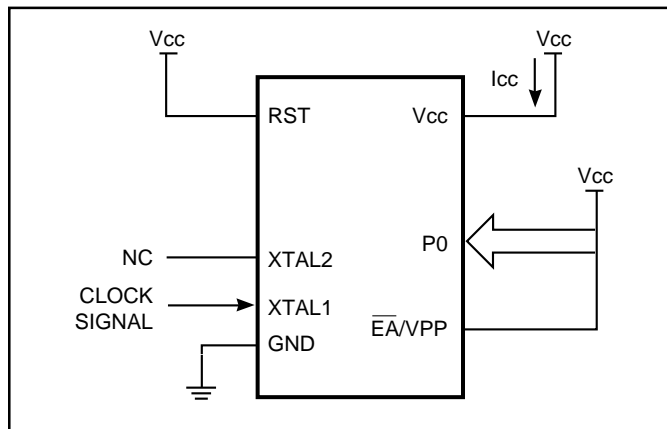 Vcc
Vcc
Icc
RST
Vcc
Vcc
P0
NC
XTAL2
CLOCK
SIGNAL
XTAL1
EA/VPP
GND